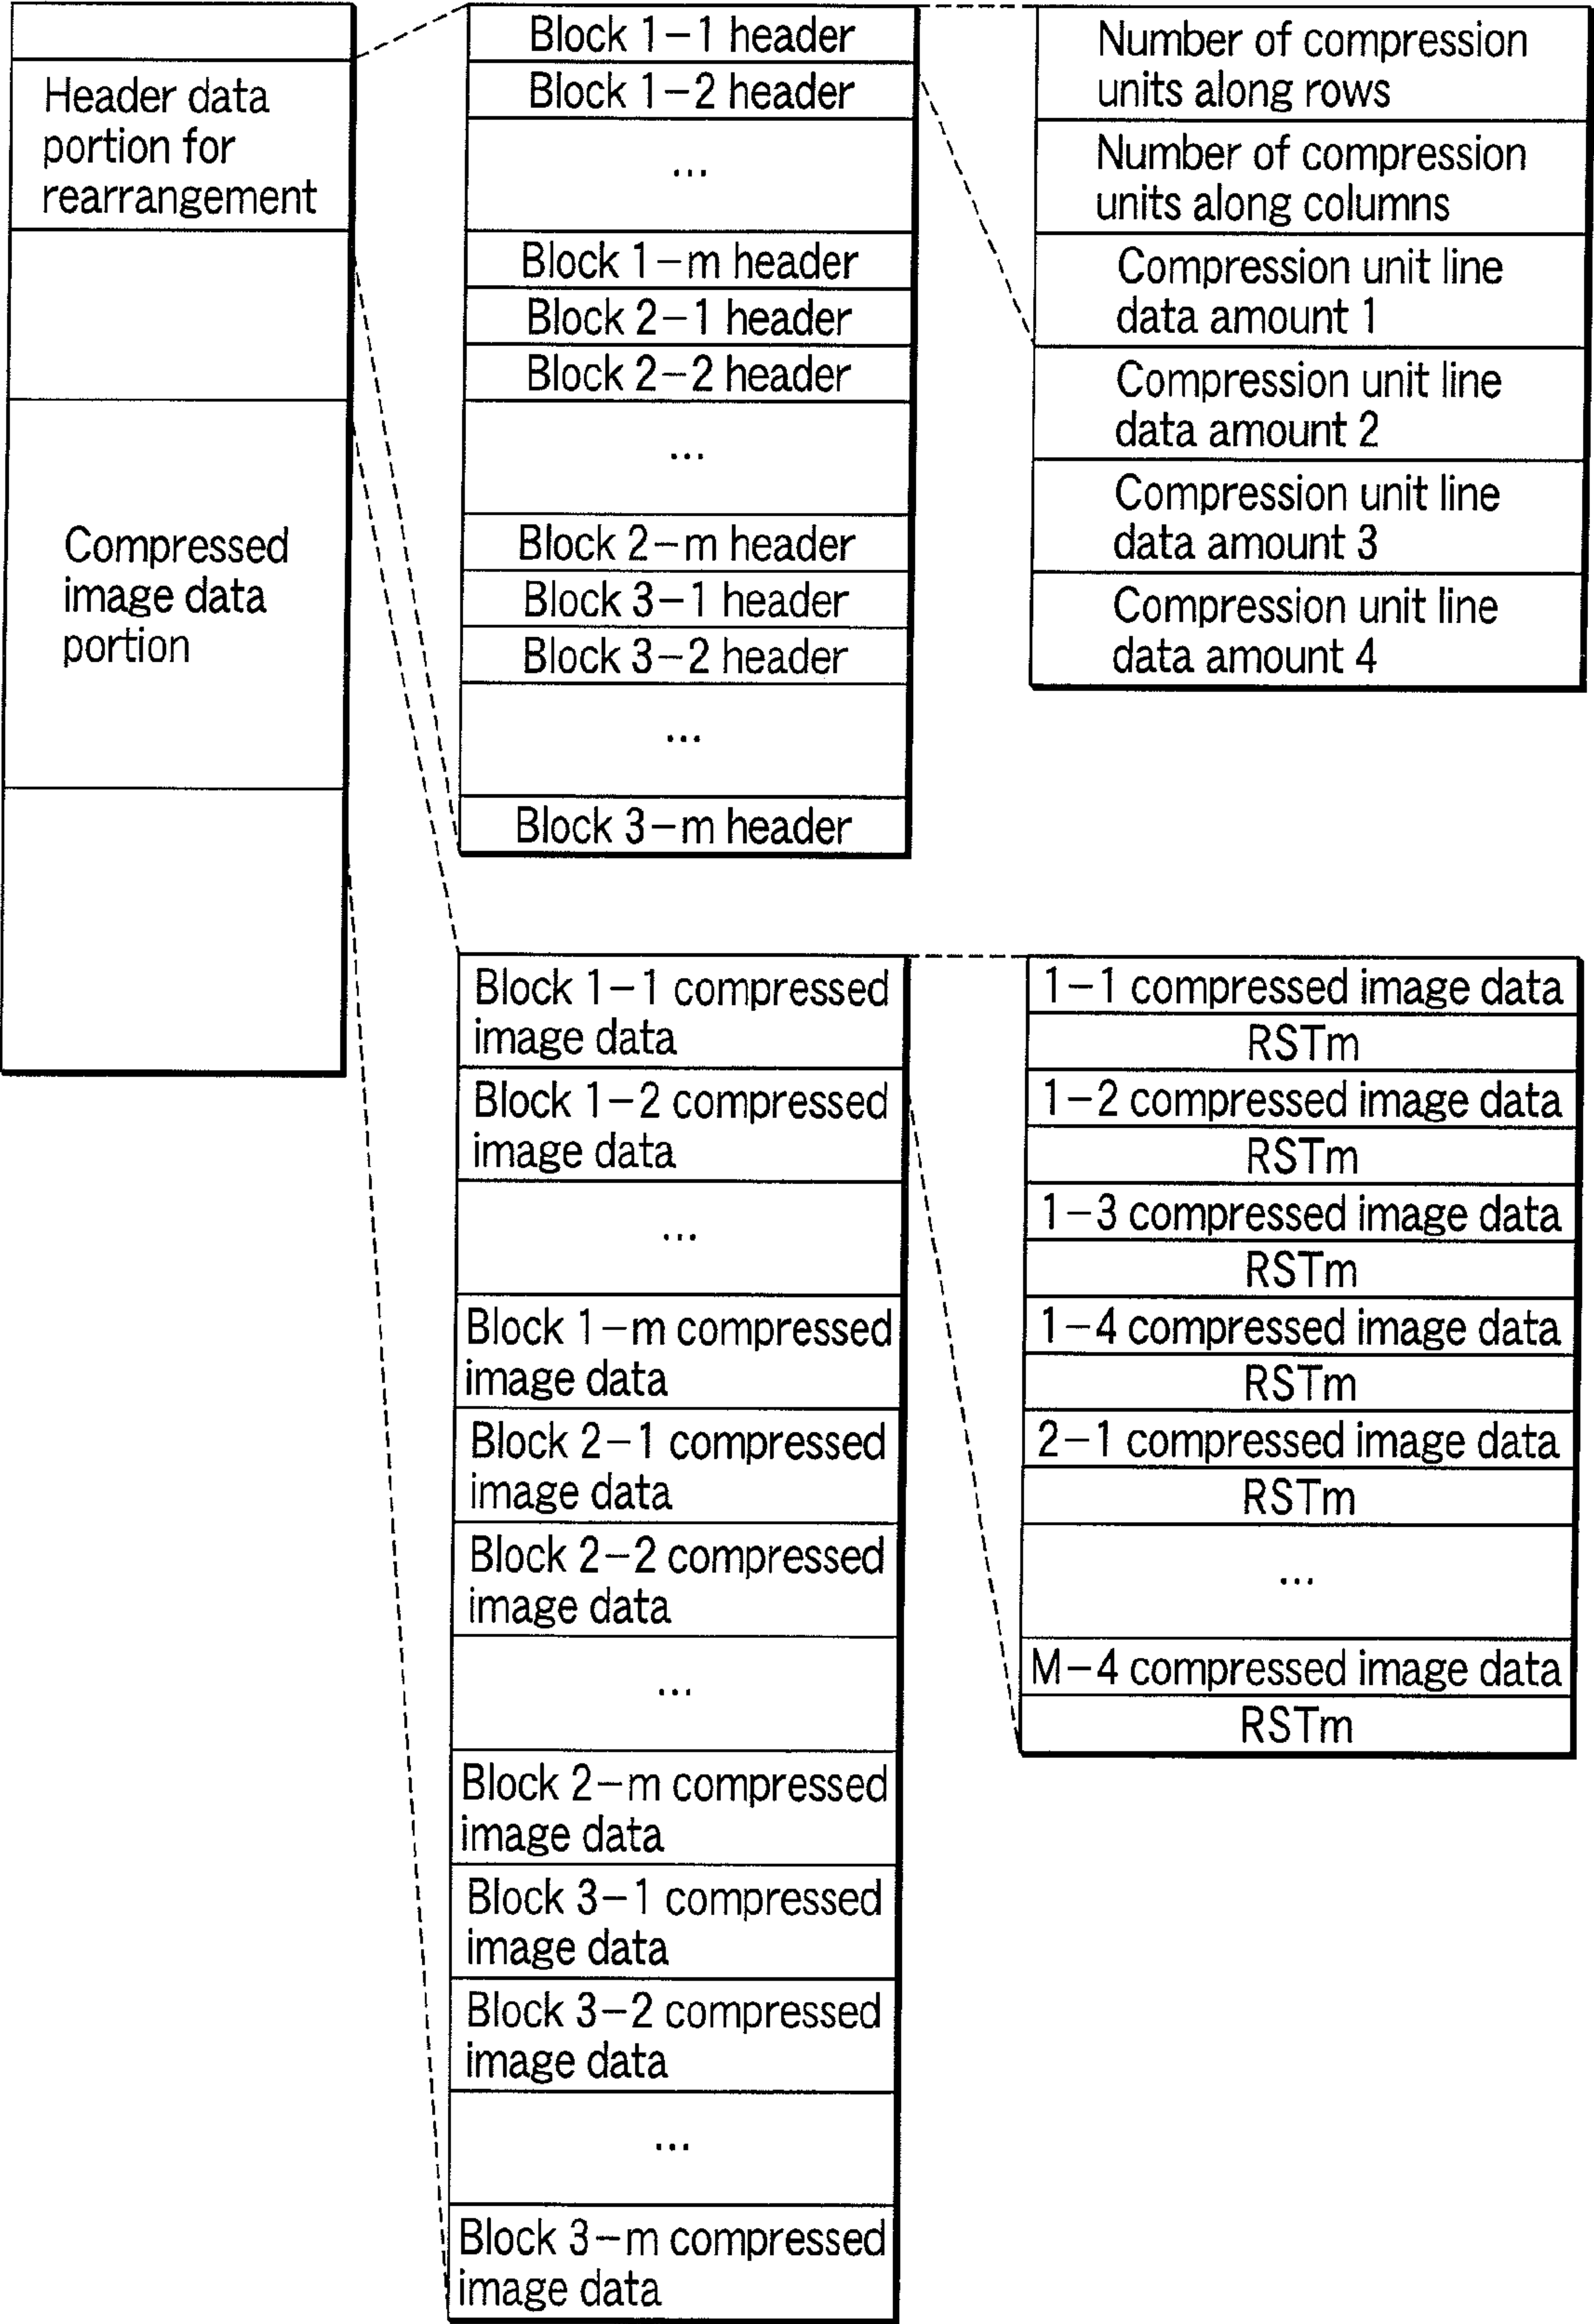 Header data
portion for
rearrangement
Compressed
image data
portion
Block 1-1 header
Block 1-2 header
...
Block 1-m header
Block 2-1 header
Block 2-2 header
...
Block 2-m header
Block 3-1 header
Block 3-2 header
...
Block 3-m header
Number of compression
units along rows
Number of compression
units along columns
Compression unit line
data amount 1
Compression unit line
data amount 2
Compression unit line
data amount 3
Compression unit line
data amount 4
Block 1-1 compressed
image data
Block 1-2 compressed
image data
...
Block 1-m compressed
image data
Block 2-1 compressed
image data
Block 2-2 compressed
image data
...
Block 2-m compressed
image data
Block 3-1 compressed
image data
Block 3-2 compressed
image data
...
Block 3-m compressed
image data
1-1 compressed image data
RSTm
1-2 compressed image data
RSTm
1-3 compressed image data
RSTm
1-4 compressed image data
RSTm
2-1 compressed image data
RSTm
...
M-4 compressed image data
RSTm